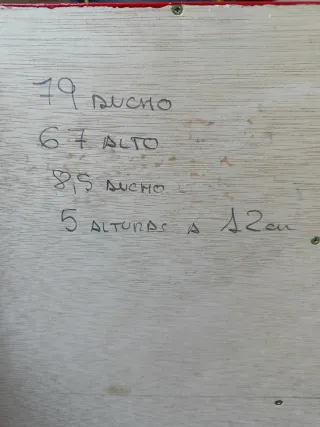 79 ANCHO
67 ALTO
8,5 ANCHO
5 ALTURAS A 12cm